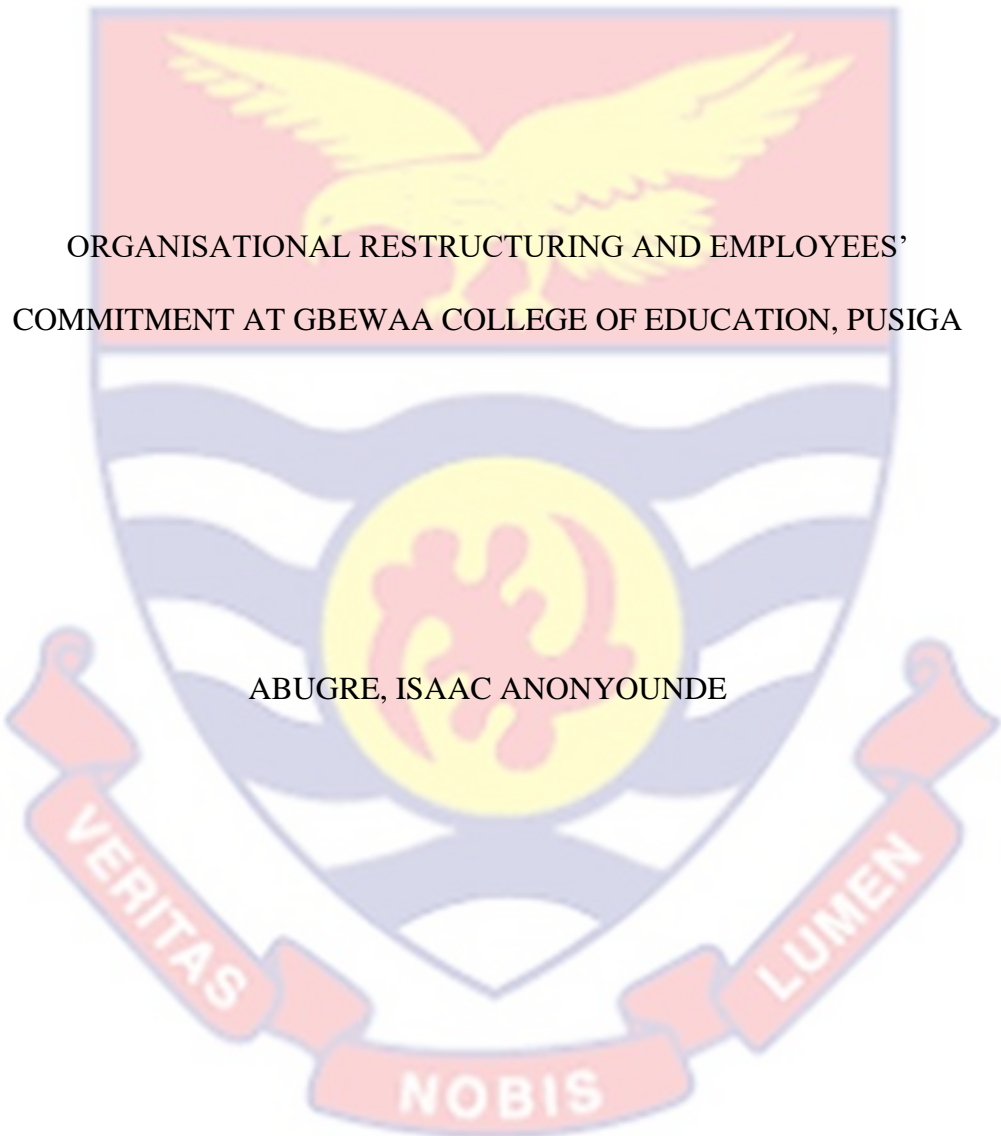 ORGANISATIONAL RESTRUCTURING AND EMPLOYEES’
COMMITMENT AT GBEWAA COLLEGE OF EDUCATION, PUSIGA
ABUGRE, ISAAC ANONYOUNDE
VERITAS
NOBIS
LUMEN